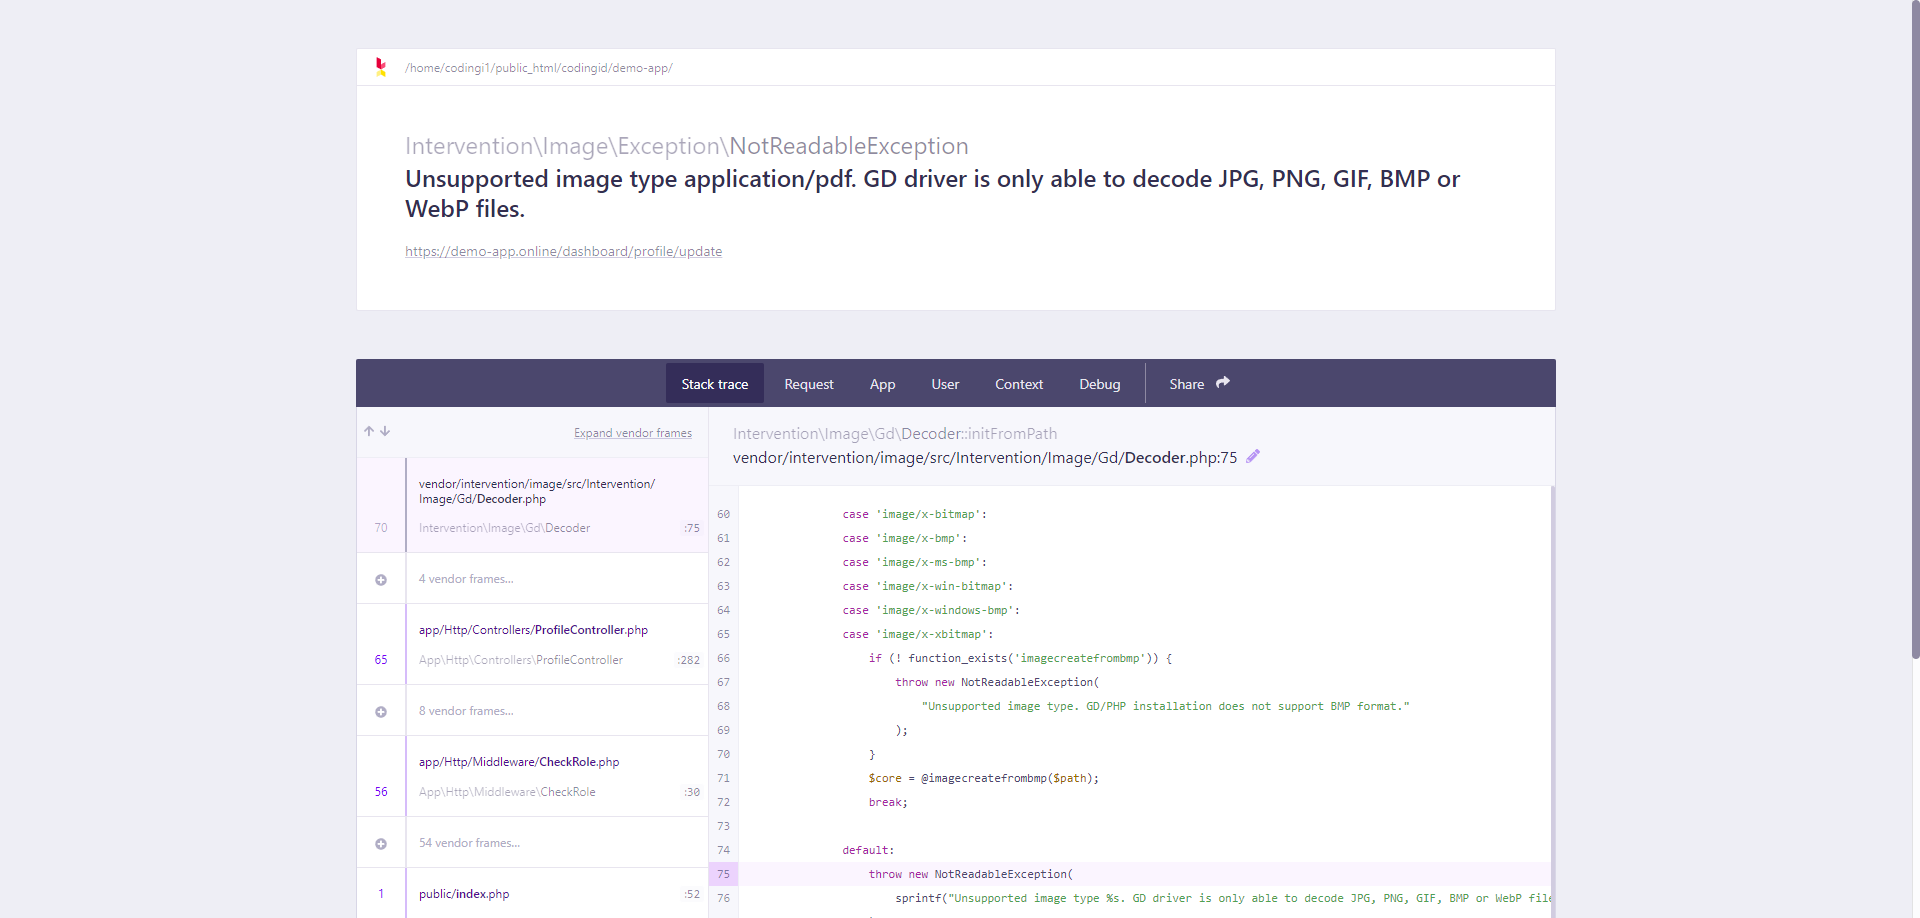 /home/codingi1/public_html/codingid/demo-app/
Intervention\Image\Exception\NotReadableException
Unsupported image type application/pdf. GD driver is only able to decode JPG, PNG, GIF, BMP or
WebP files.
https://demo-app.online/dashboard/profile/update
Stack trace Request App User Context Debug Share
Expand vendor frames
vendor/intervention/image/src/Intervention/
Image/Gd/Decoder.php
70 Intervention\Image\Gd\Decoder :75
4 vendor frames...
app/Http/Controllers/ProfileController.php
65 App\Http\Controllers\ProfileController :282
8 vendor frames...
app/Http/Middleware/CheckRole.php
56 App\Http\Middleware\CheckRole :30
54 vendor frames...
1 public/index.php :52
Intervention\Image\Gd\Decoder::initFromPath
vendor/intervention/image/src/Intervention/Image/Gd/Decoder.php:75
60 case 'image/x-bitmap':
61 case 'image/x-bmp':
62 case 'image/x-ms-bmp':
63 case 'image/x-win-bitmap':
64 case 'image/x-windows-bmp':
65 case 'image/x-xbitmap':
66 if (! function_exists('imagecreatefrombmp')) {
67 throw new NotReadableException(
68 "Unsupported image type. GD/PHP installation does not support BMP format."
69 );
70 }
71 $core = @imagecreatefrombmp($path);
72 break;
73
74 default:
75 throw new NotReadableException(
76 sprintf("Unsupported image type %s. GD driver is only able to decode JPG, PNG, GIF, BMP or WebP file